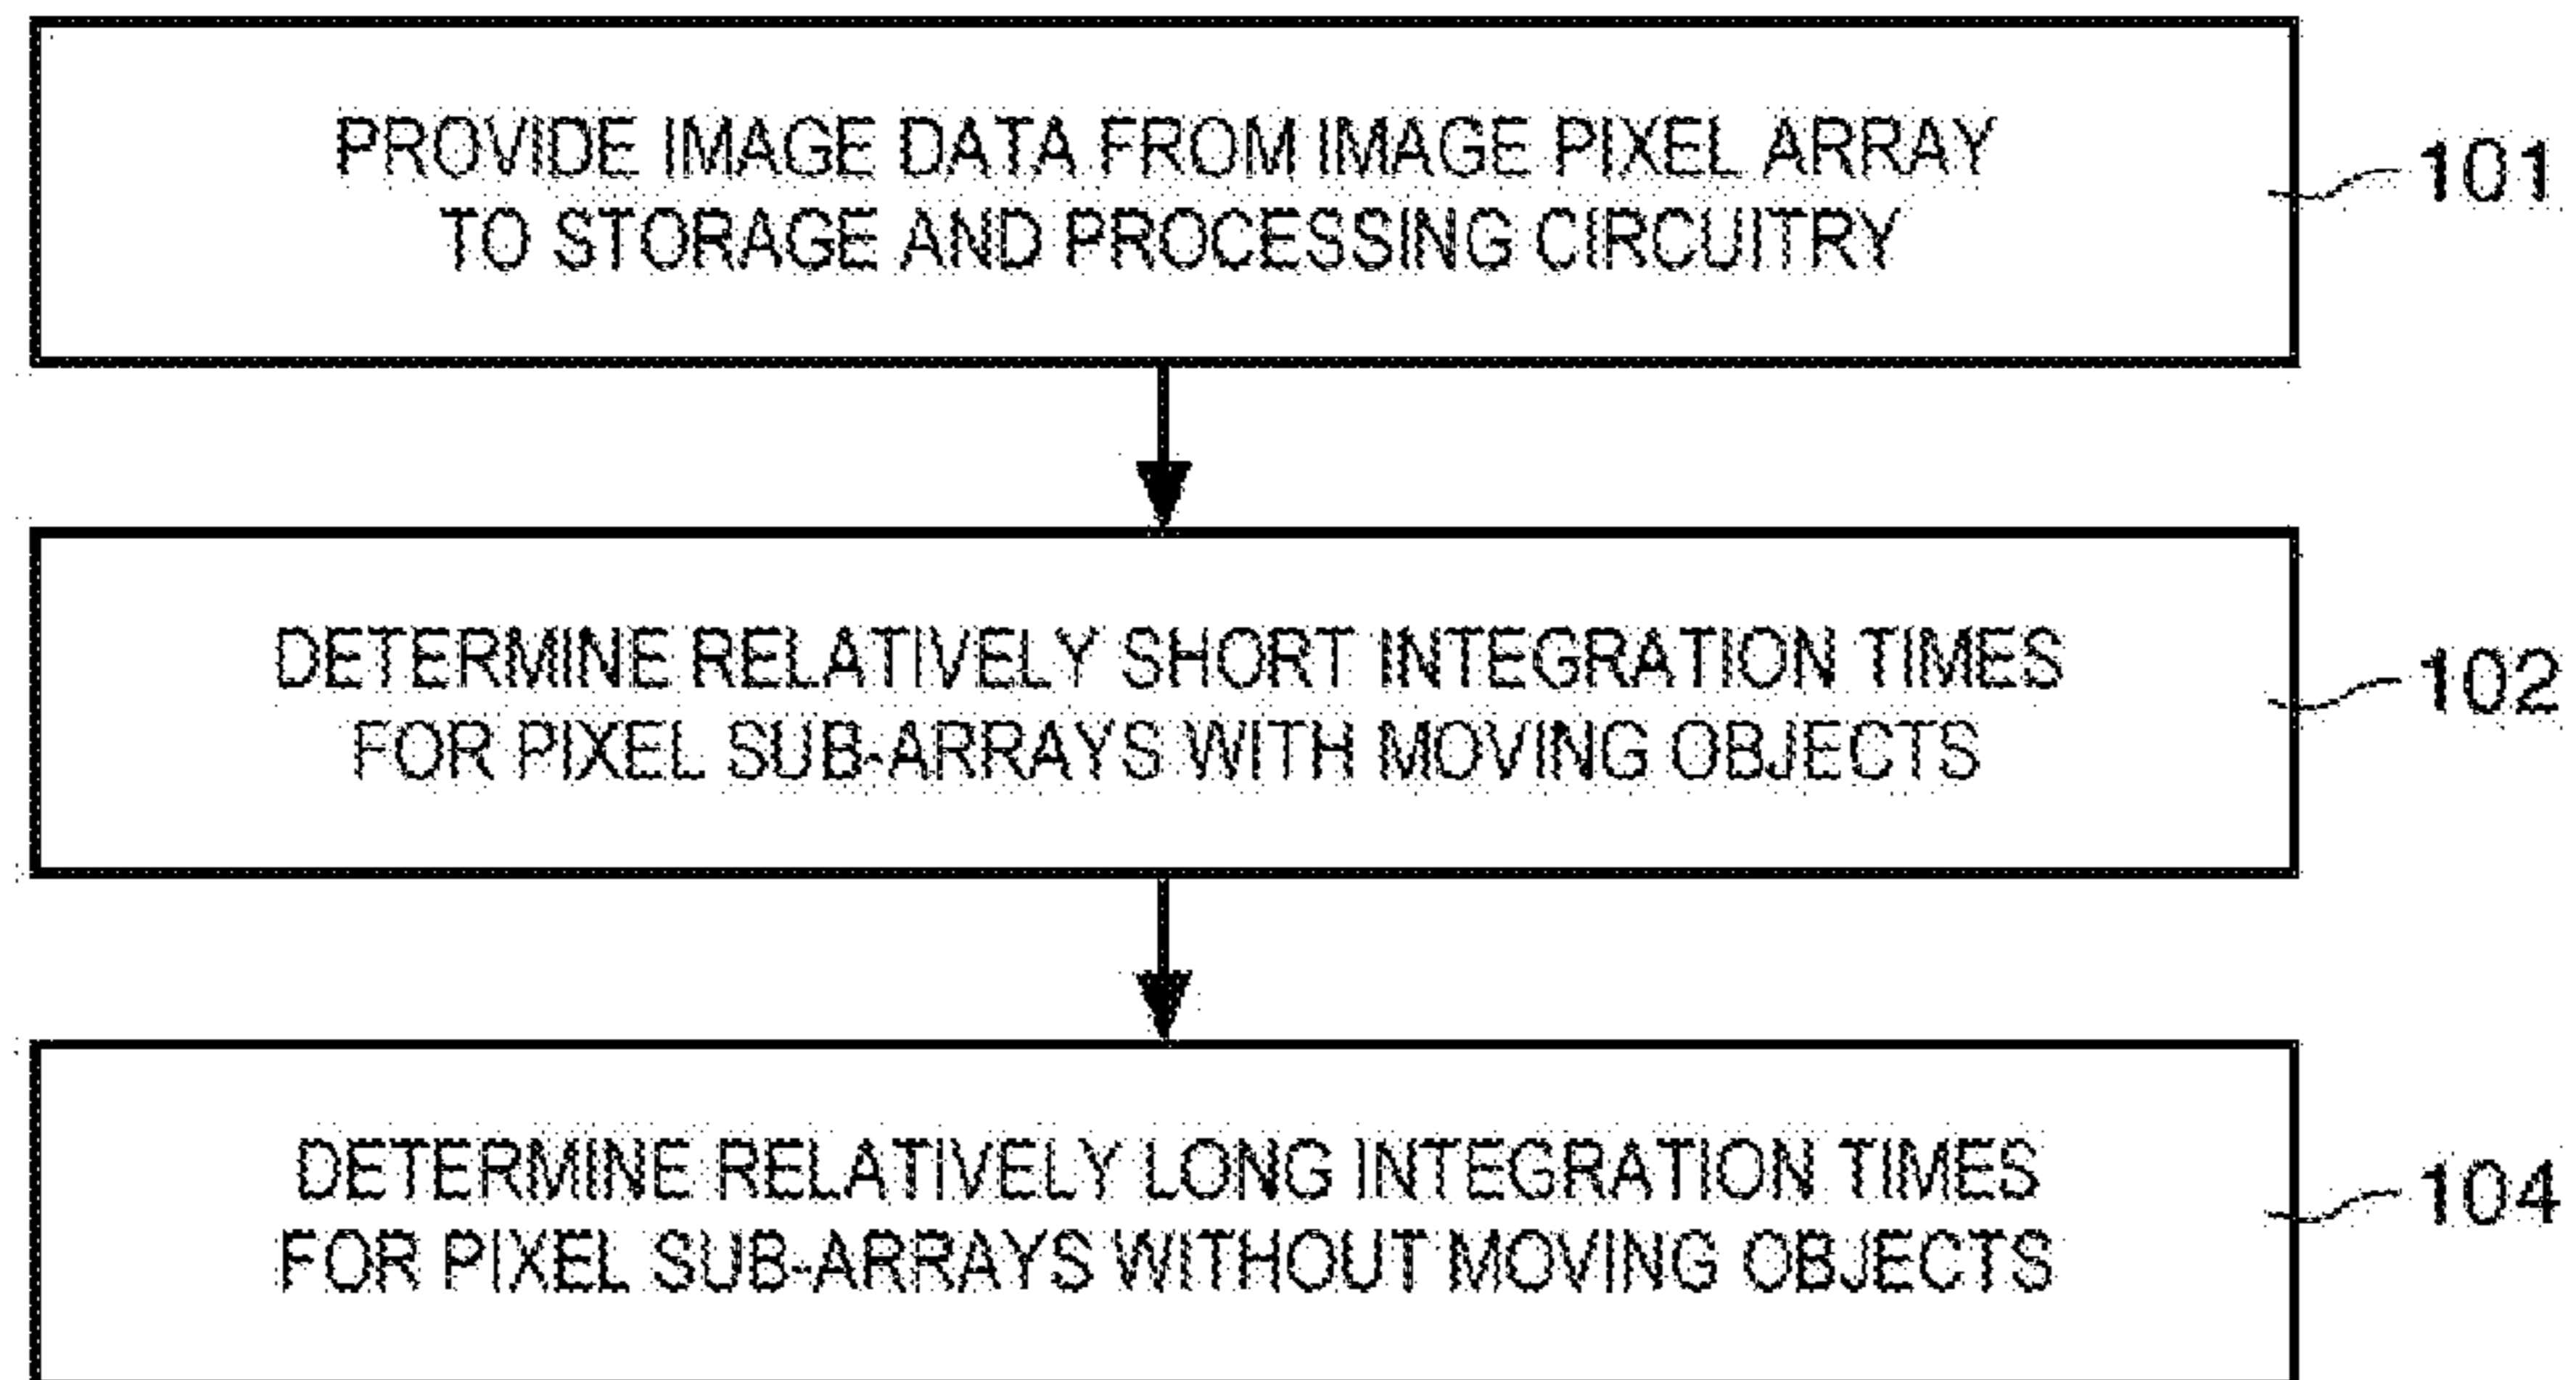 PROVIDE IMAGE DATA FROM IMAGE PIXEL ARRAY
TO STORAGE AND PROCESSING CIRCUITRY
101
DETERMINE RELATIVELY SHORT INTEGRATION TIMES
FOR PIXEL SUB-ARRAYS WITH MOVING OBJECTS
102
DETERMINE RELATIVELY LONG INTEGRATION TIMES
FOR PIXEL SUB-ARRAYS WITHOUT MOVING OBJECTS
104